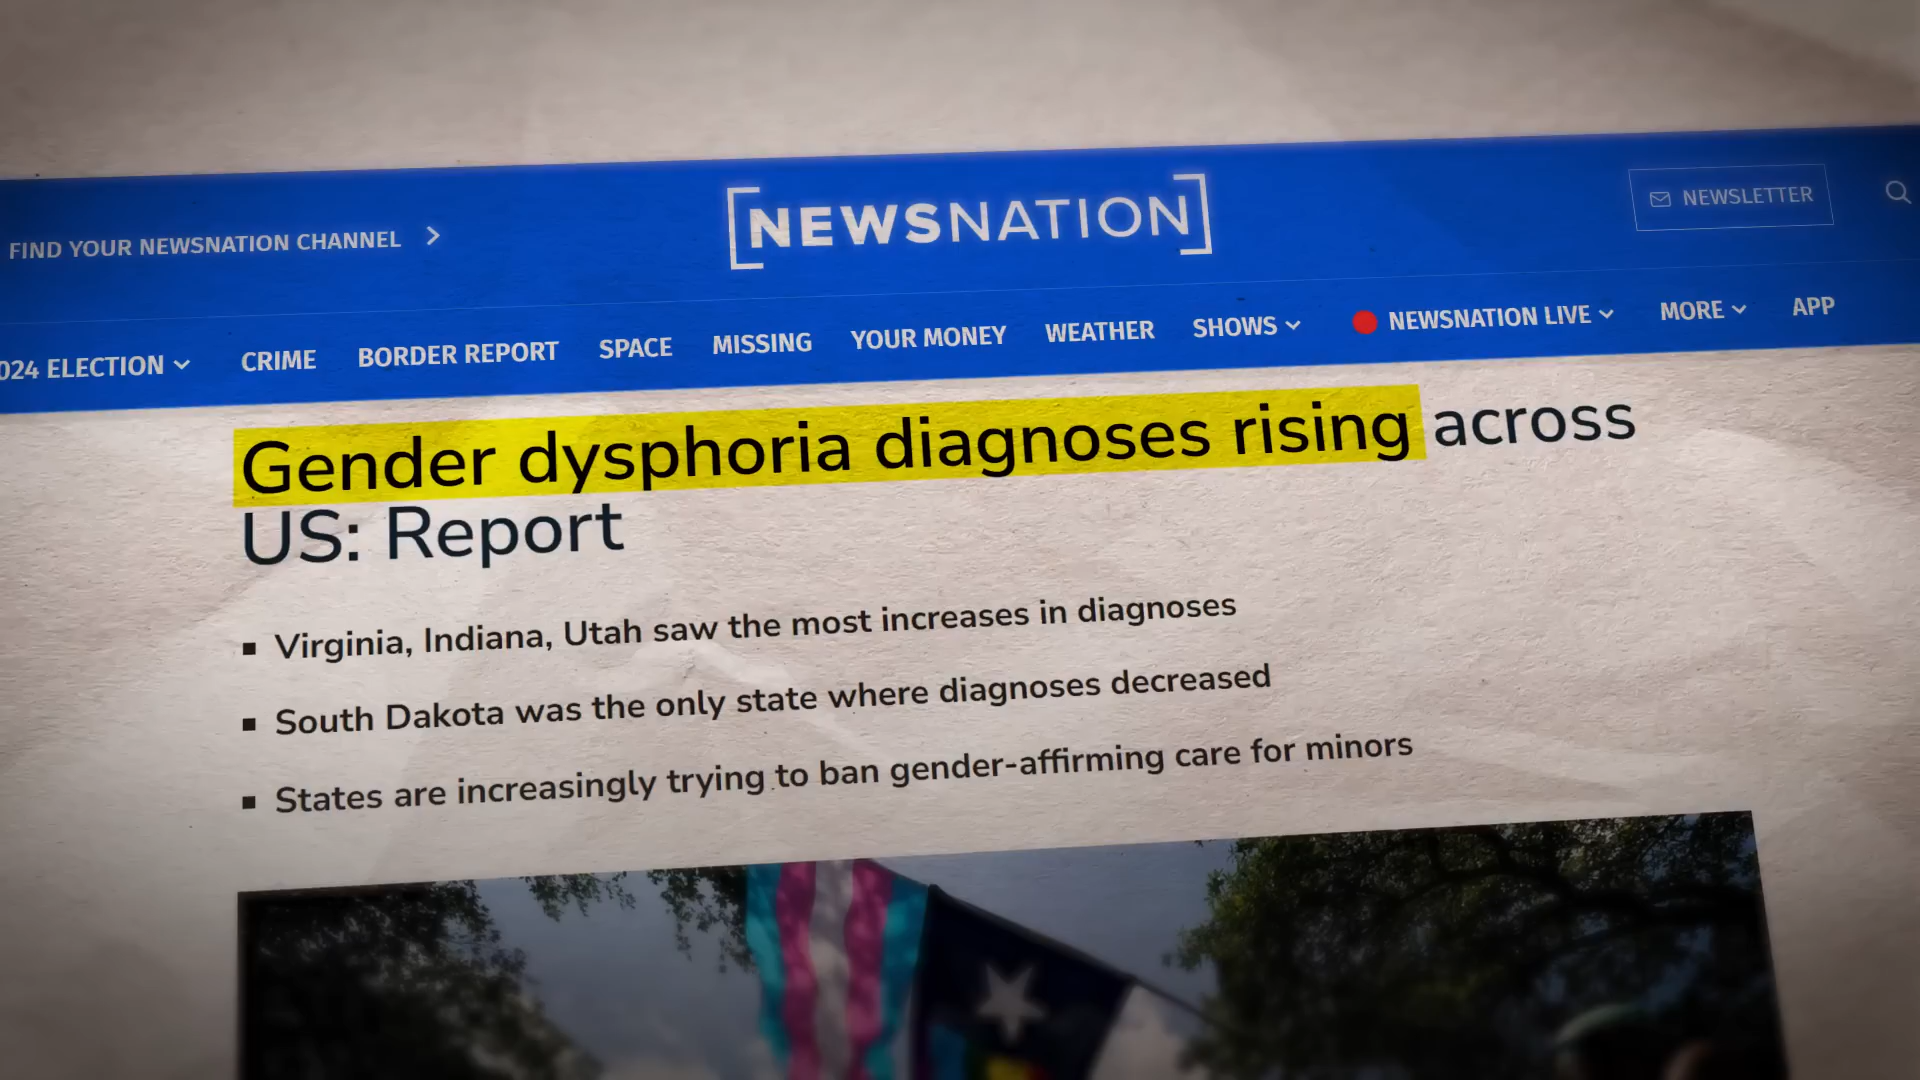 FIND YOUR NEWSNATION CHANNEL
NEWSNATION
NEWSLETTER
024 ELECTION
CRIME
BORDER REPORT
SPACE
MISSING
YOUR MONEY
WEATHER
SHOWS
NEWSNATION LIVE
MORE
APP
Gender dysphoria diagnoses rising across
US: Report
Virginia, Indiana, Utah saw the most increases in diagnoses
South Dakota was the only state where diagnoses decreased
States are increasingly trying to ban gender-affirming care for minors